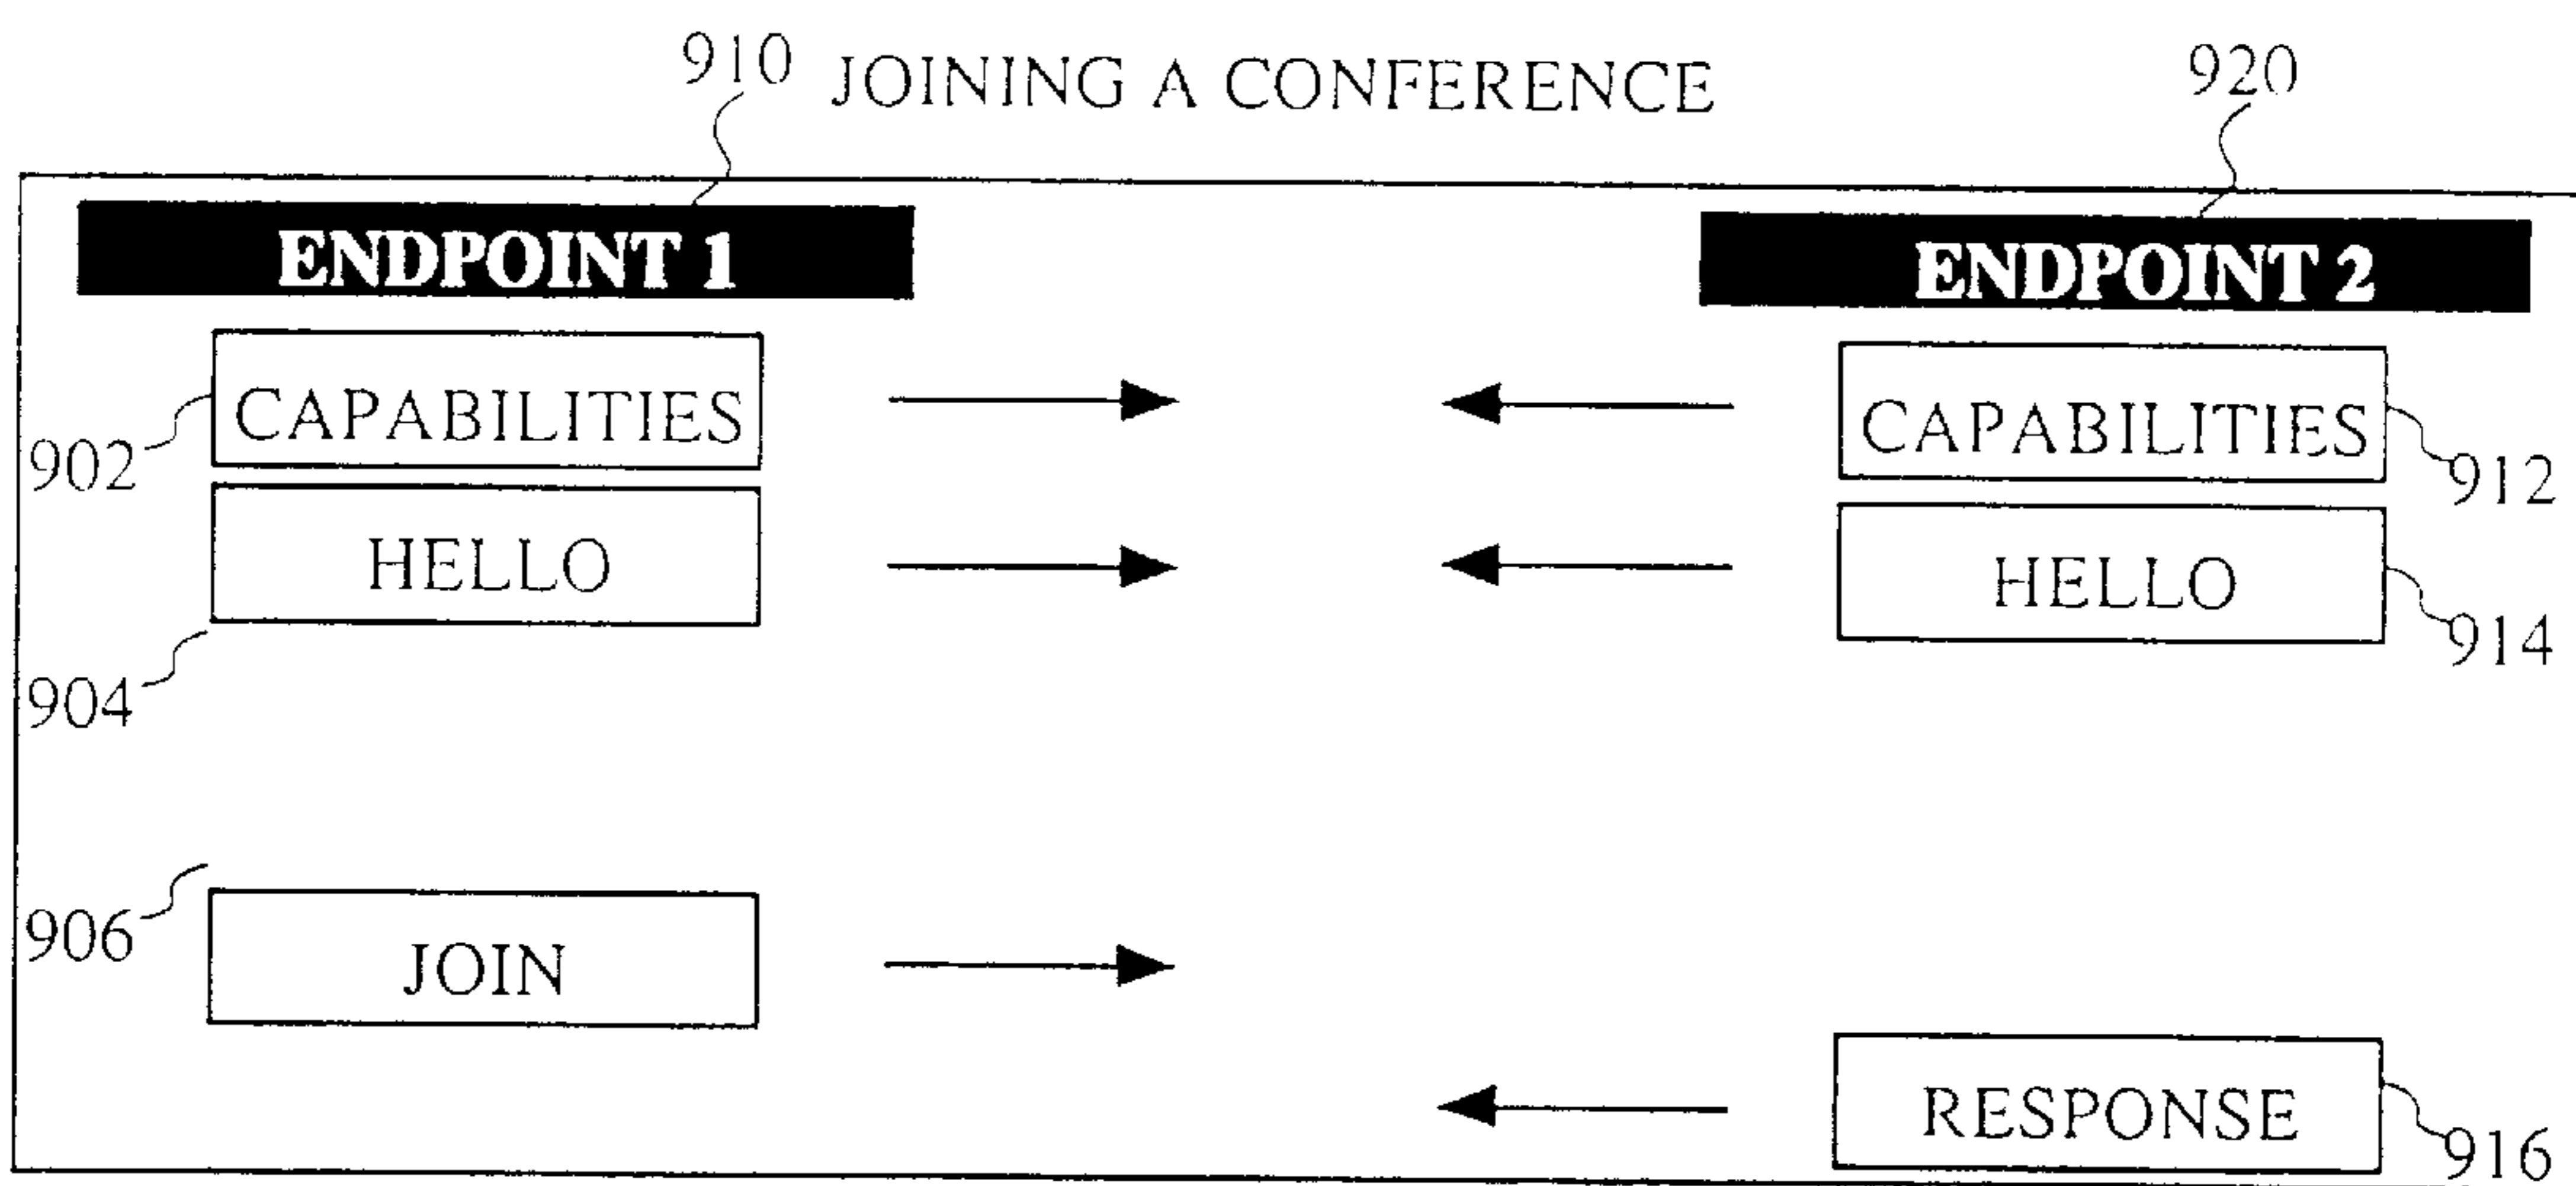 910 JOINING A CONFERENCE 920
ENDPOINT 1 ENDPOINT 2
CAPABILITIES CAPABILITIES
902 912
HELLO HELLO
904 914
906
JOIN
RESPONSE
916